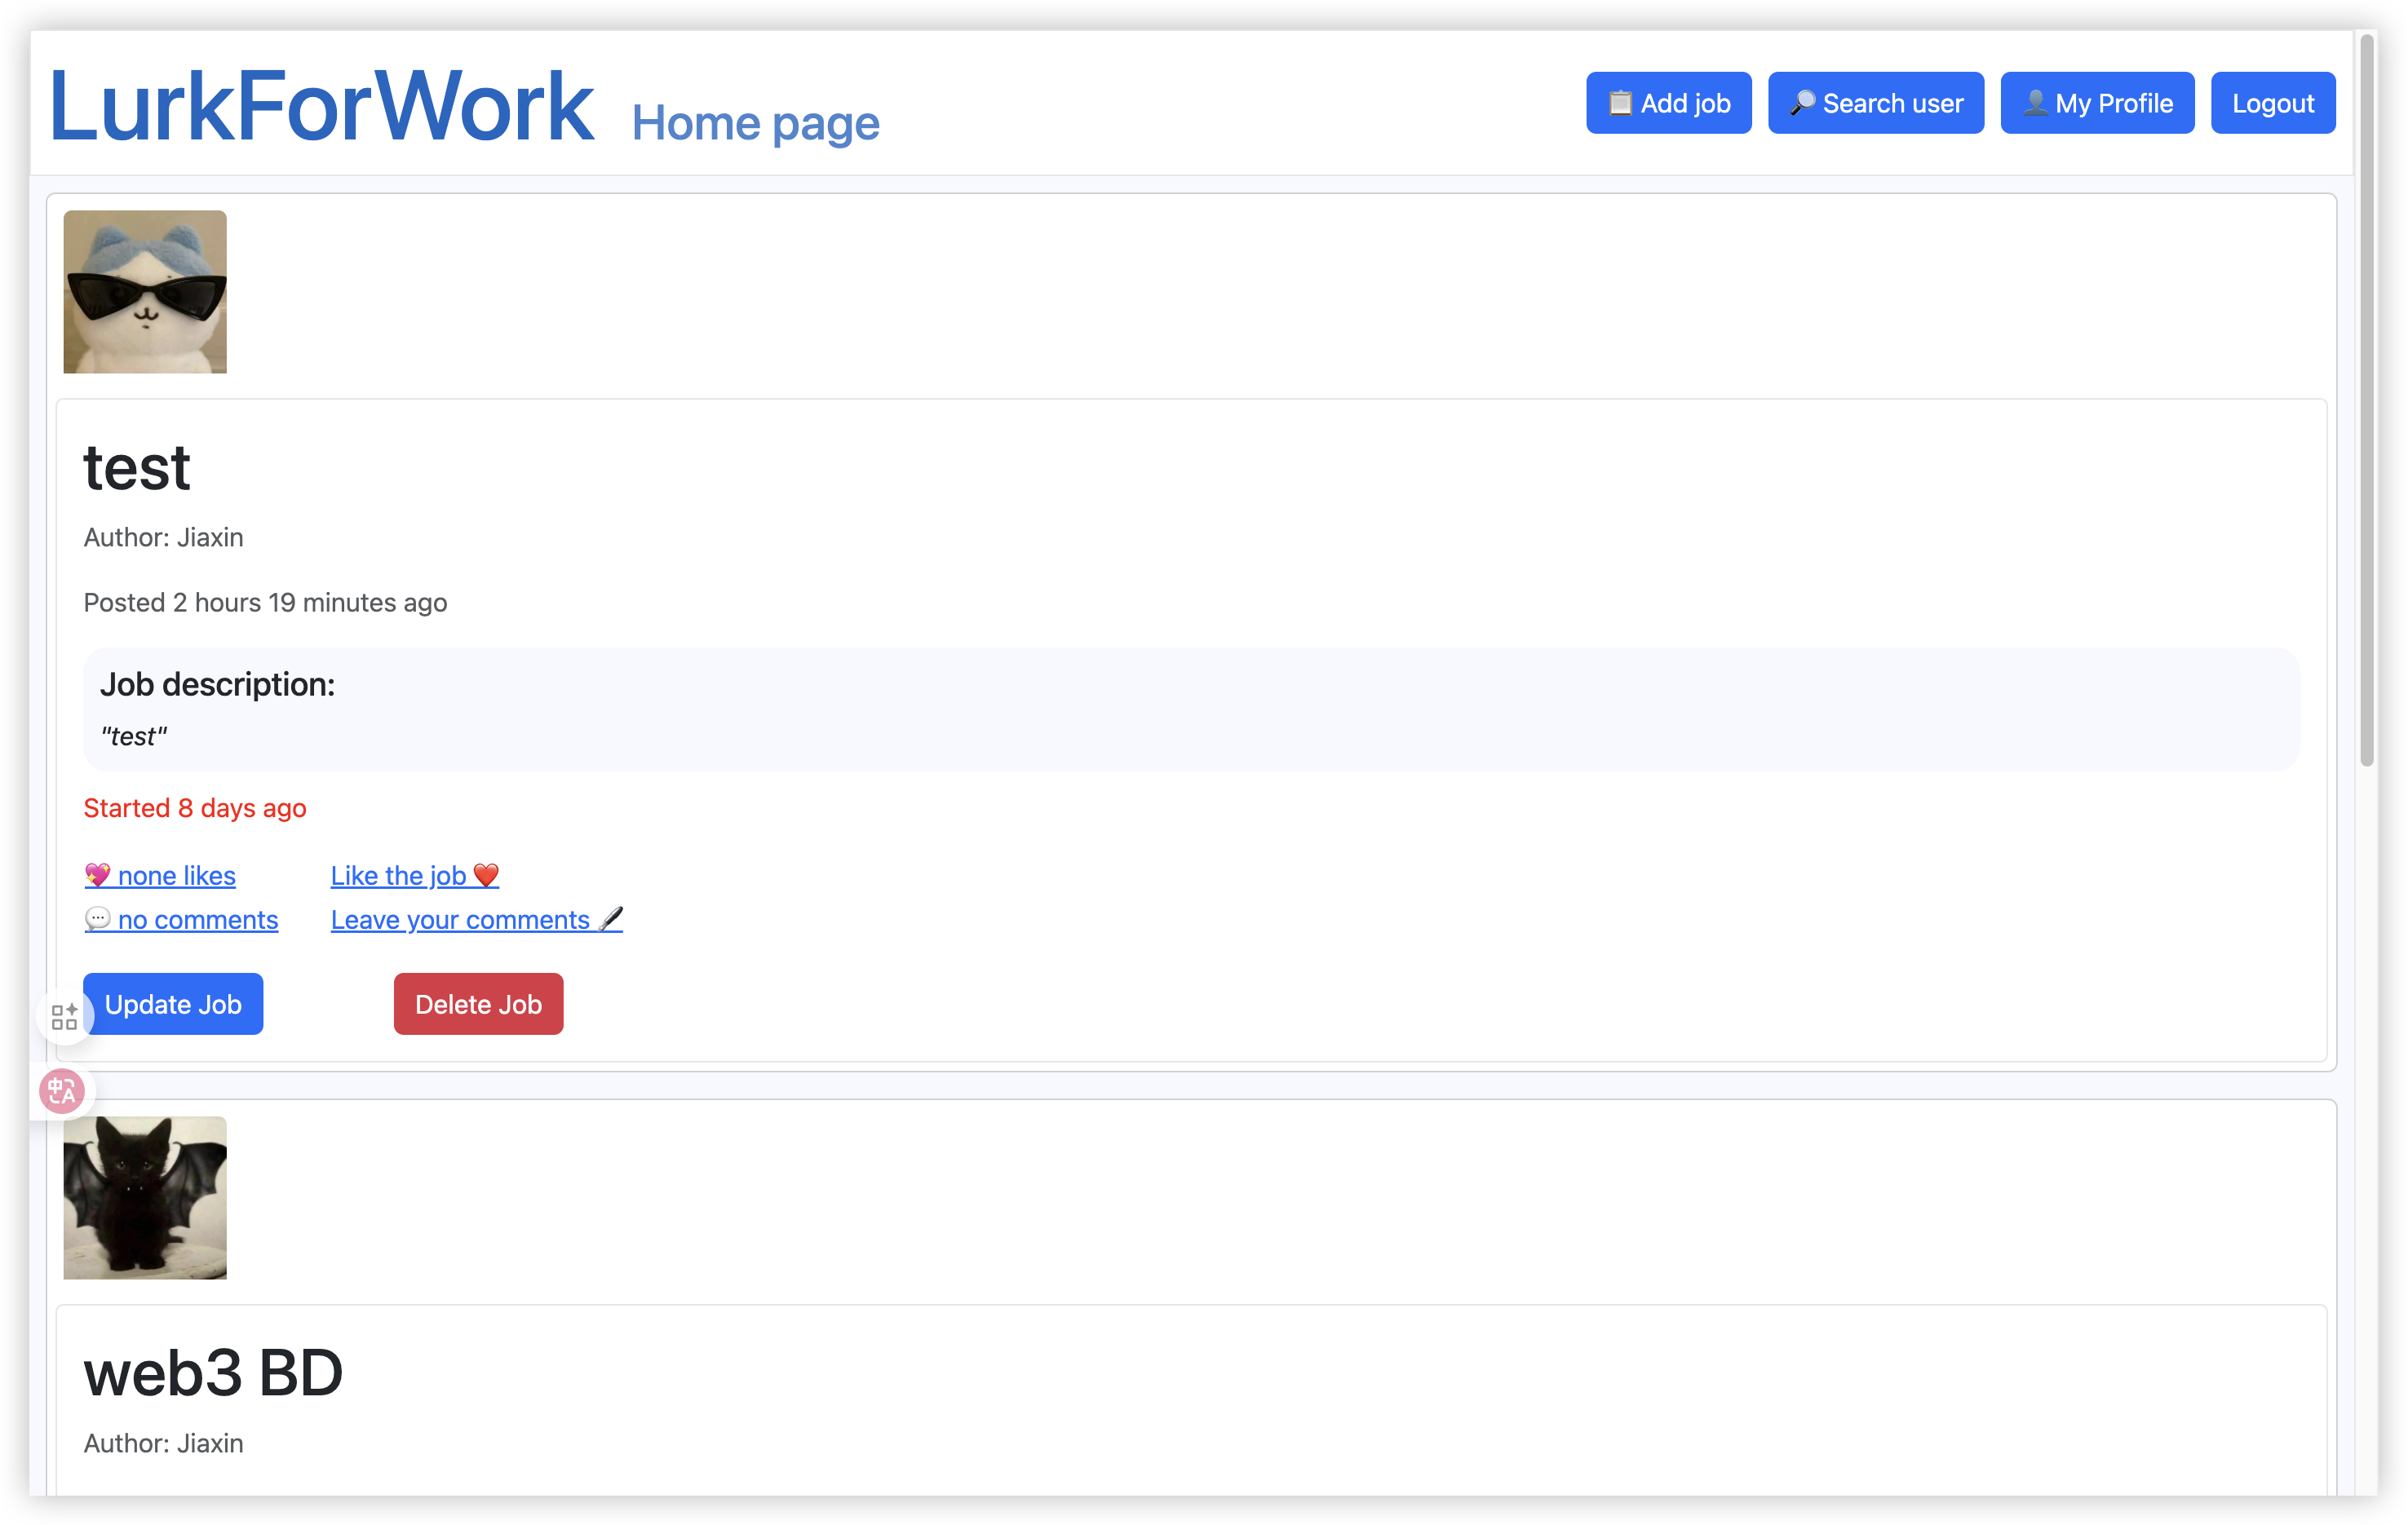 LurkForWork Home page
📋 Add job
🔎 Search user
👤 My Profile
Logout
test
Author: Jiaxin
Posted 2 hours 19 minutes ago
Job description:
"test"
Started 8 days ago
💖 none likes
Like the job ❤️
💬 no comments
Leave your comments 🖌️
Update Job
Delete Job
中A
web3 BD
Author: Jiaxin